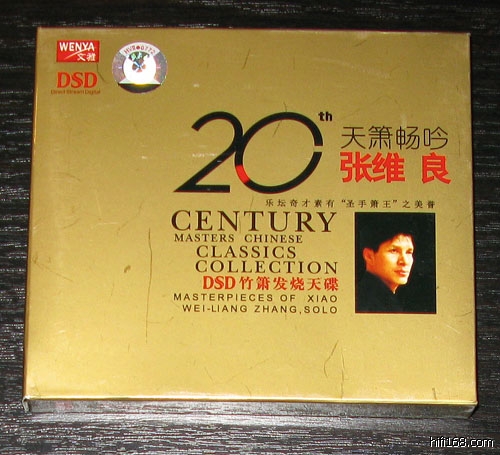 WENYA
文雅
DSD
Direct Stream Digital
20th
天箫畅吟
张维 良
乐坛奇才素有“圣手箫王”之美誉
CENTURY
MASTERS CHINESE
CLASSICS
COLLECTION
DSD竹箫发烧天碟
MASTERPIECES OF XIAO
WEI-LIANG ZHANG,SOLO
hifi168.com